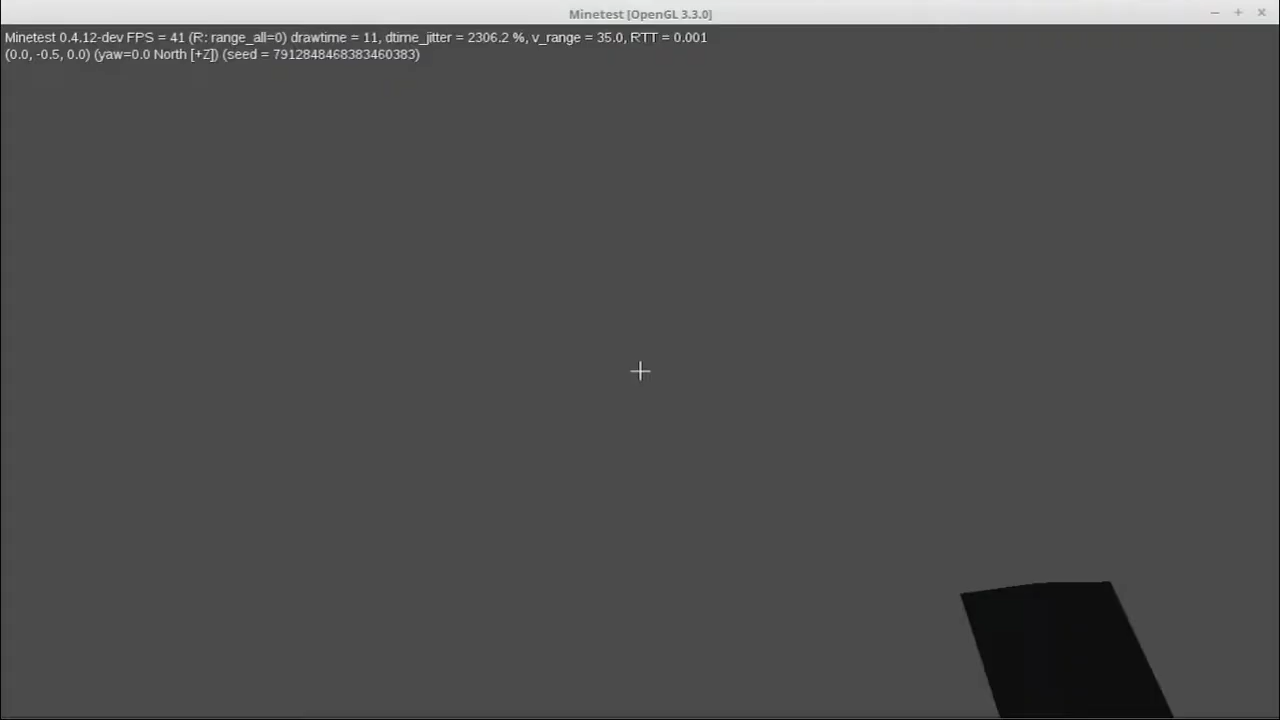 Minetest [OpenGL 3.3.0]
Minetest 0.4.12-dev FPS = 41 (R: range_all=0) drawtime = 11, dtime_jitter = 2306.2 %, v_range = 35.0, RTT = 0.001
(0.0, -0.5, 0.0) (yaw=0.0 North [+Z]) (seed = 7912848468383460383)